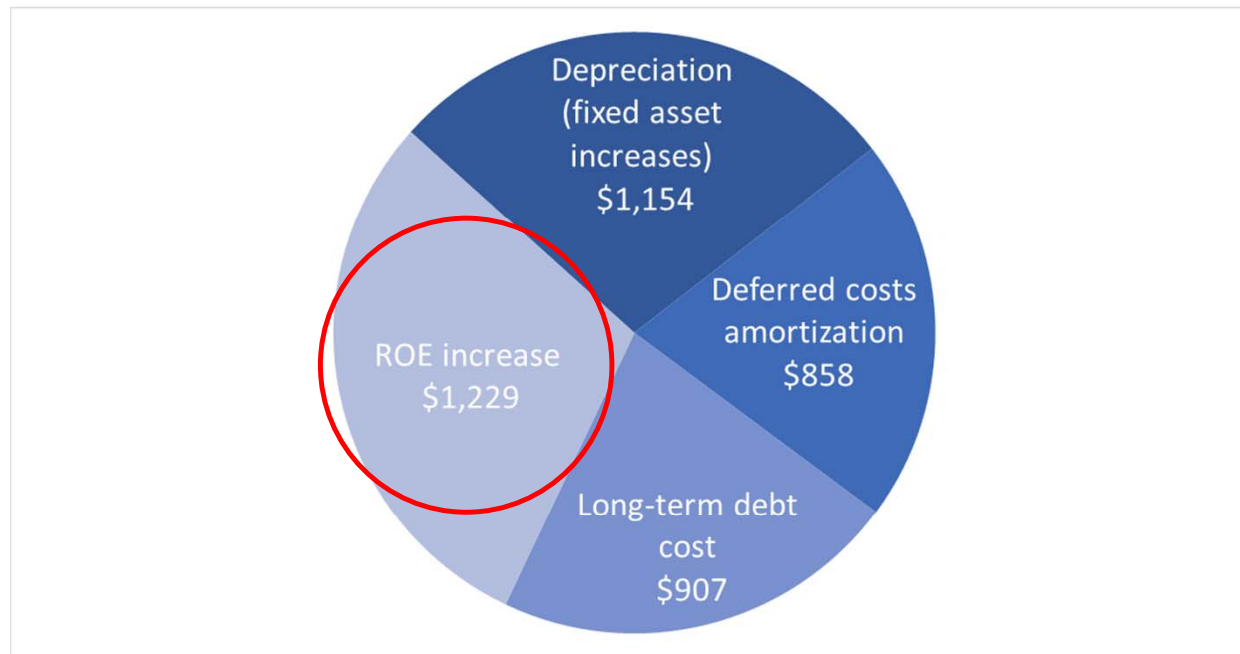 Depreciation
(fixed asset
increases)
$1,154
Deferred costs
amortization
$858
ROE increase
$1,229
Long-term debt
cost
$907